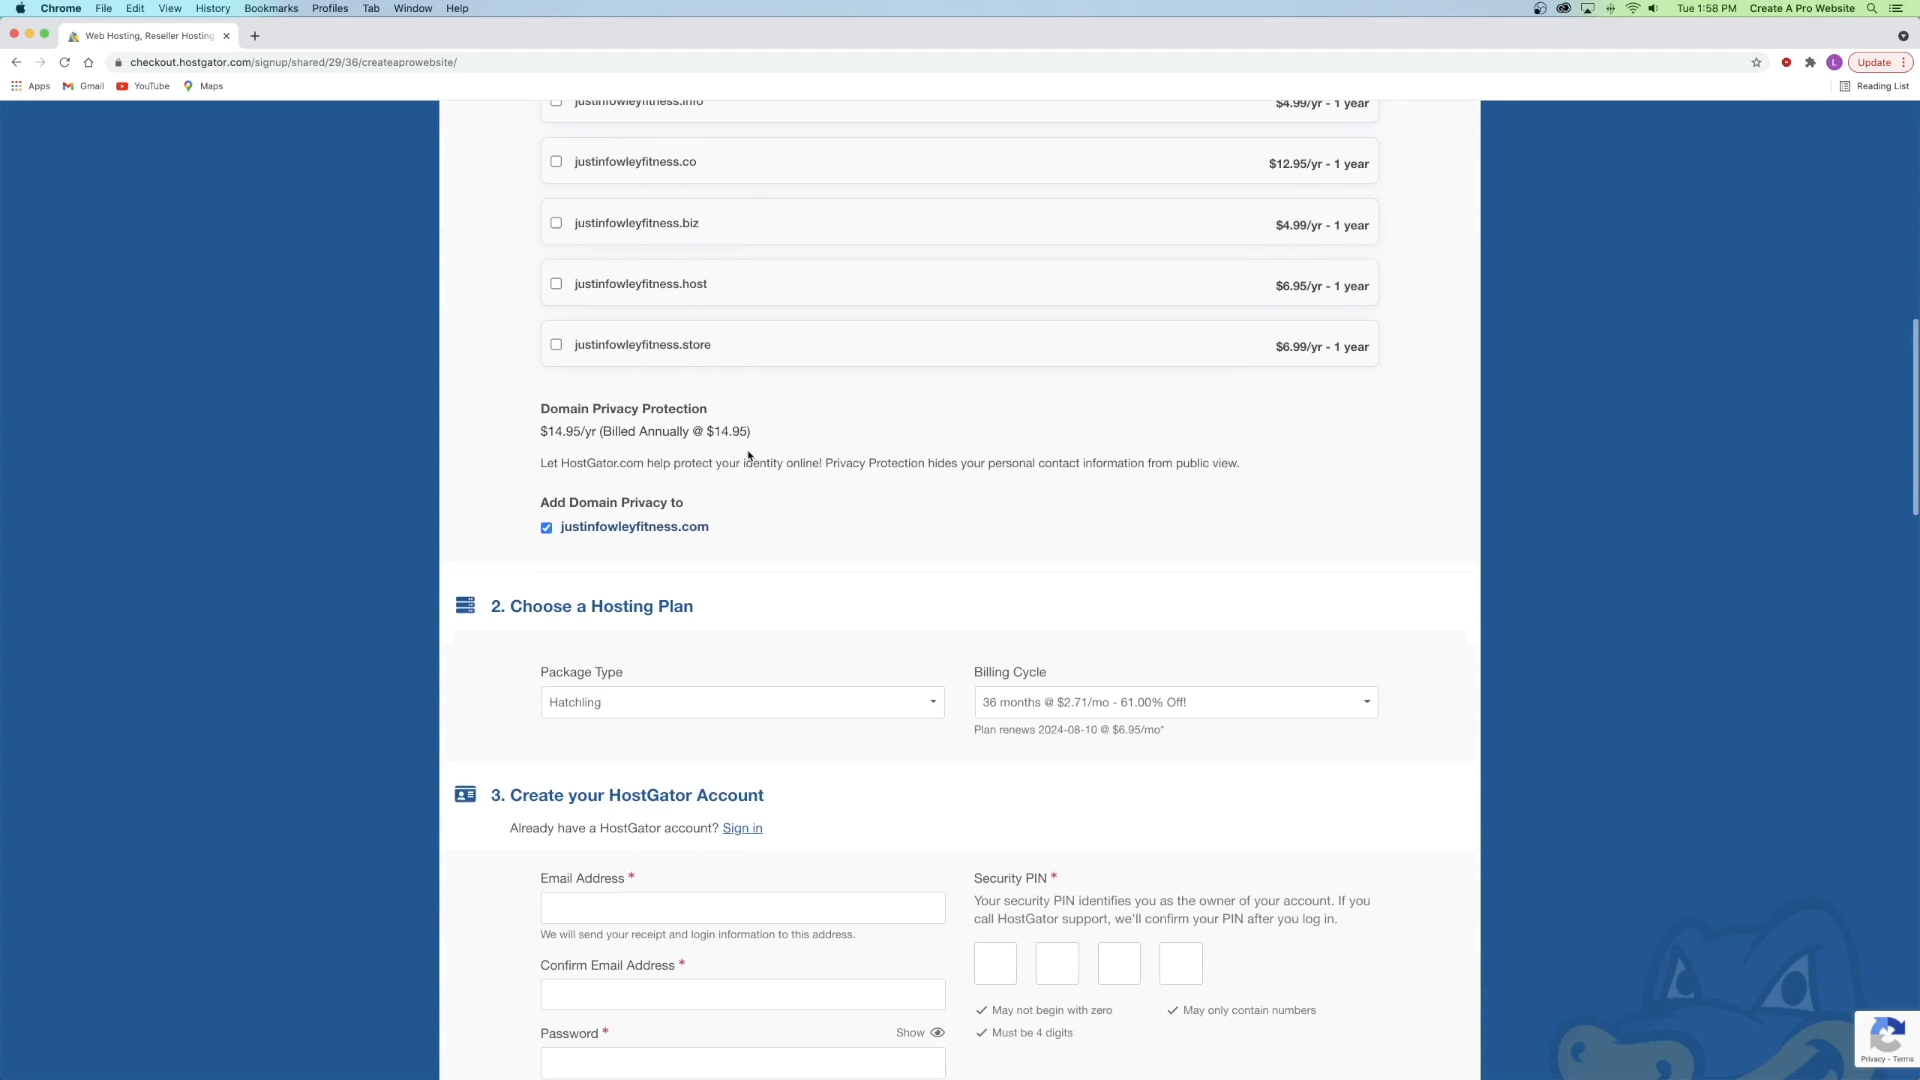 Chrome File Edit View History Bookmarks Profiles Tab Window Help
Tue 1:58 PM Create A Pro Website
Web Hosting, Reseller Hosting
checkout.hostgator.com/signup/shared/29/36/createaprowebsite/
L
Update
Apps Gmail YouTube Maps
Reading List
justinfowleyfitness.info $4.99/yr - 1 year
justinfowleyfitness.co $12.95/yr - 1 year
justinfowleyfitness.biz $4.99/yr - 1 year
justinfowleyfitness.host $6.95/yr - 1 year
justinfowleyfitness.store $6.99/yr - 1 year
Domain Privacy Protection
$14.95/yr (Billed Annually @ $14.95)
Let HostGator.com help protect your identity online! Privacy Protection hides your personal contact information from public view.
Add Domain Privacy to
justinfowleyfitness.com
2. Choose a Hosting Plan
Package Type
Hatchling
Billing Cycle
36 months @ $2.71/mo - 61.00% Off!
Plan renews 2024-08-10 @ $6.95/mo*
3. Create your HostGator Account
Already have a HostGator account? Sign in
Email Address *
We will send your receipt and login information to this address.
Confirm Email Address *
Password *
Show
Security PIN *
Your security PIN identifies you as the owner of your account. If you
call HostGator support, we'll confirm your PIN after you log in.
May not begin with zero
May only contain numbers
Must be 4 digits
Privacy - Terms